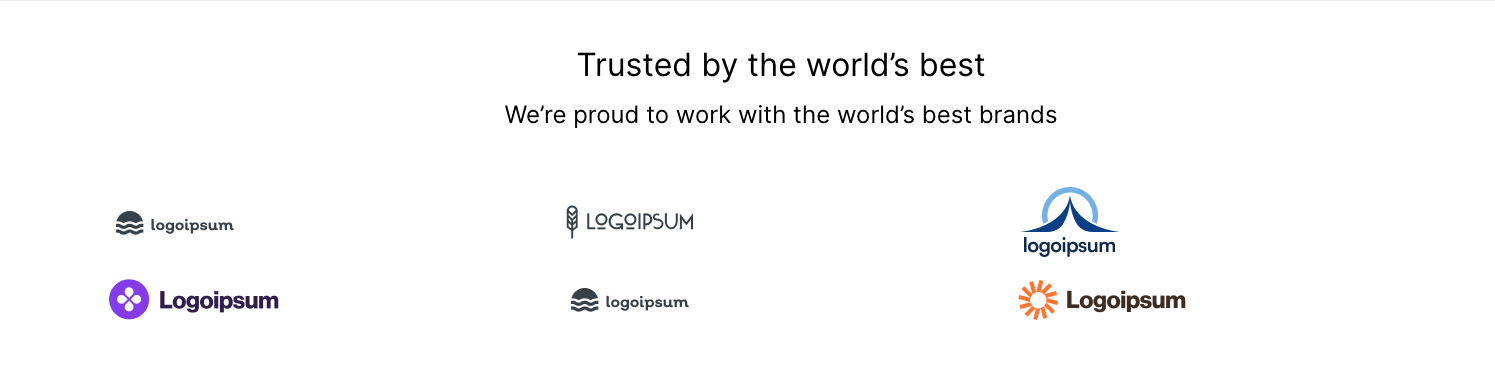 Trusted by the world’s best
We’re proud to work with the world’s best brands
logoipsum
LOGOIPSUM
logoipsum
Logoipsum
logoipsum
Logoipsum